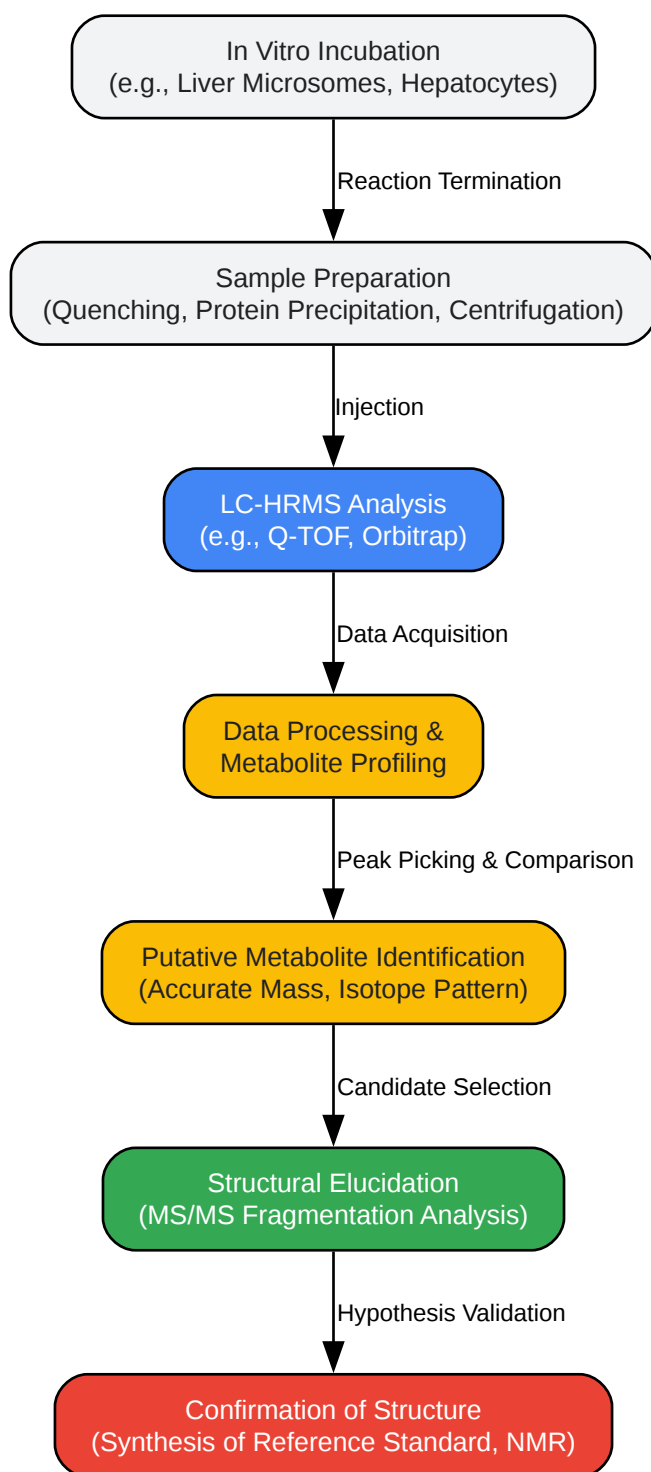 In Vitro Incubation
(e.g., Liver Microsomes, Hepatocytes)
Reaction Termination
Sample Preparation
(Quenching, Protein Precipitation, Centrifugation)
Injection
LC-HRMS Analysis
(e.g., Q-TOF, Orbitrap)
Data Acquisition
Data Processing &
Metabolite Profiling
Peak Picking & Comparison
Putative Metabolite Identification
(Accurate Mass, Isotope Pattern)
Candidate Selection
Structural Elucidation
(MS/MS Fragmentation Analysis)
Hypothesis Validation
Confirmation of Structure
(Synthesis of Reference Standard, NMR)